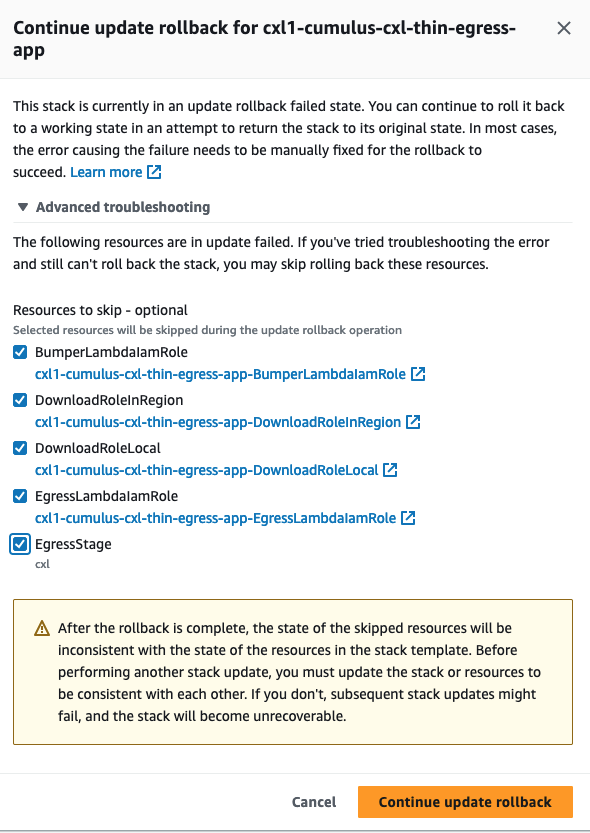 Continue update rollback for cxl1-cumulus-cxl-thin-egress-
app
This stack is currently in an update rollback failed state. You can continue to roll it back
to a working state in an attempt to return the stack to its original state. In most cases,
the error causing the failure needs to be manually fixed for the rollback to
succeed. Learn more
Advanced troubleshooting
The following resources are in update failed. If you've tried troubleshooting the error
and still can't roll back the stack, you may skip rolling back these resources.
Resources to skip - optional
Selected resources will be skipped during the update rollback operation
BumperLambdaIamRole
cxl1-cumulus-cxl-thin-egress-app-BumperLambdaIamRole
DownloadRoleInRegion
cxl1-cumulus-cxl-thin-egress-app-DownloadRoleInRegion
DownloadRoleLocal
cxl1-cumulus-cxl-thin-egress-app-DownloadRoleLocal
EgressLambdaIamRole
cxl1-cumulus-cxl-thin-egress-app-EgressLambdaIamRole
EgressStage
cxl
After the rollback is complete, the state of the skipped resources will be
inconsistent with the state of the resources in the stack template. Before
performing another stack update, you must update the stack or resources to
be consistent with each other. If you don't, subsequent stack updates might
fail, and the stack will become unrecoverable.
Cancel
Continue update rollback